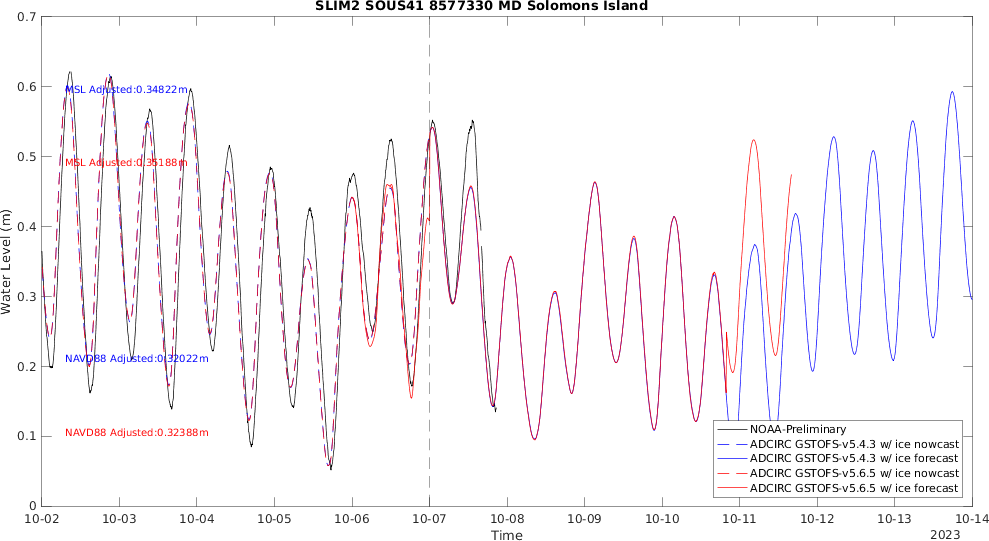 SLIM2 SOUS41 8577330 MD Solomons Island
0.7
0.6
0.5
0.4
0.3
0.2
0.1
0
Water Level (m)
MSL Adjusted:0.34822m
MSL Adjusted:0.35188m
NAVD88 Adjusted:0.32022m
NAVD88 Adjusted:0.32388m
NOAA-Preliminary
ADCIRC GSTOFS-v5.4.3 w/ ice nowcast
ADCIRC GSTOFS-v5.4.3 w/ ice forecast
ADCIRC GSTOFS-v5.6.5 w/ ice nowcast
ADCIRC GSTOFS-v5.6.5 w/ ice forecast
10-02 10-03 10-04 10-05 10-06 10-07 10-08 10-09 10-10 10-11 10-12 10-13 10-14
Time
2023